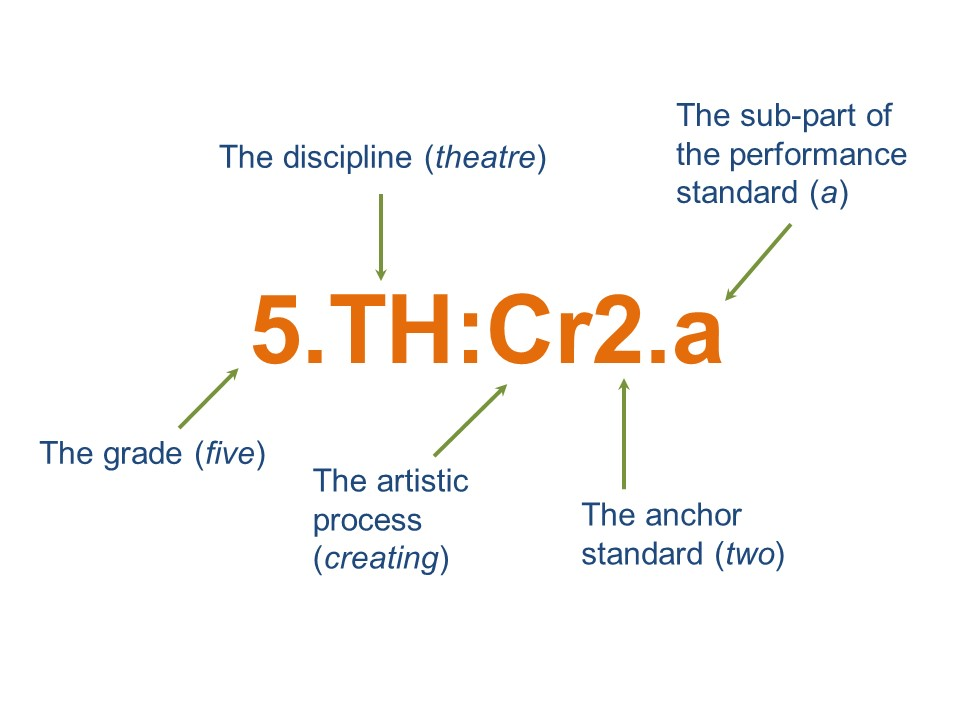 The sub-part of
the performance
standard (a)
The discipline (theatre)
5.TH:Cr2.a
The grade (five)
The artistic
process
(creating)
The anchor
standard (two)